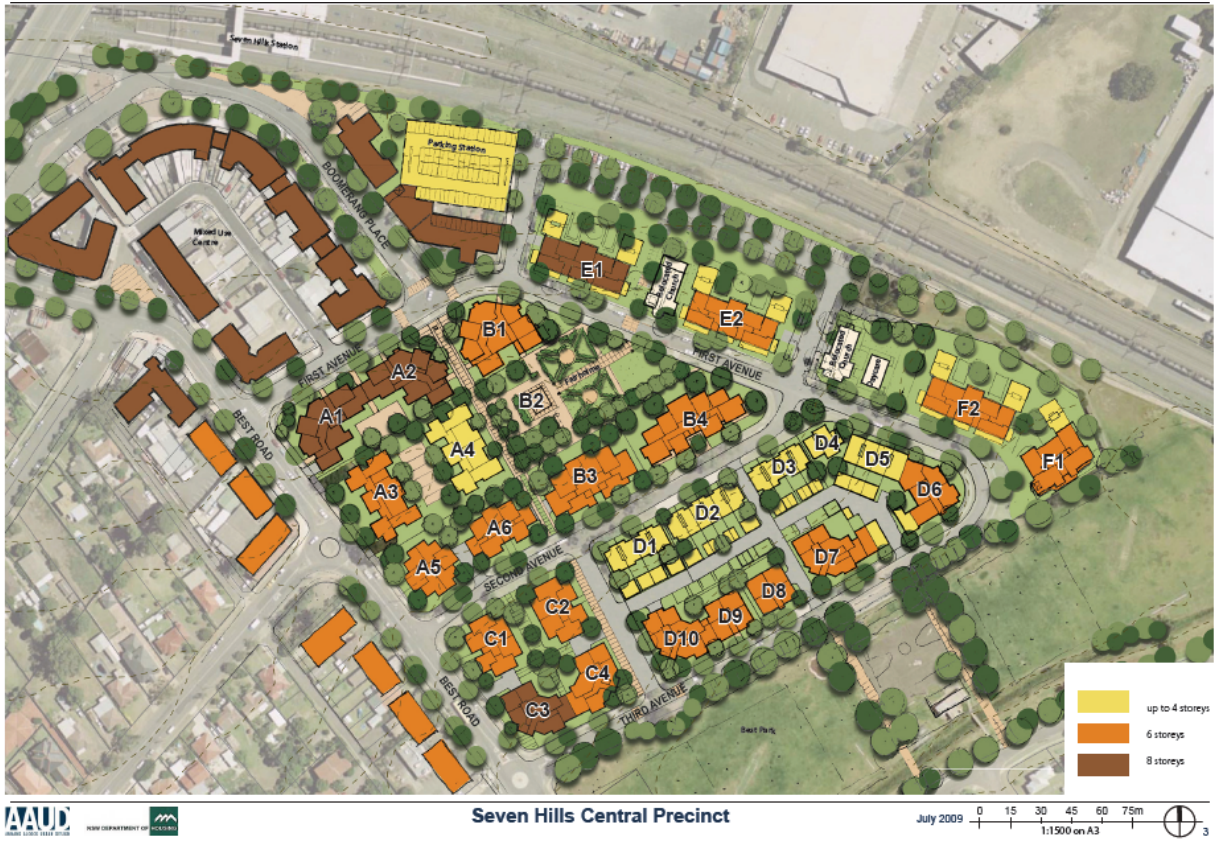 Seven Hills Station
Parking Station
BOOMERANG PLACE
Mixed Use
Centre
E1
Relocated
Church
E2
B1
FIRST AVENUE
FIRST AVENUE
Relocated
Church
A2
B2
F2
A1
B4
BEST ROAD
A4
D4
D3
D5
F1
B3
A3
D6
D2
A6
D1
D7
A5
SECOND AVENUE
D8
C2
D9
C1
D10
C4
BEST ROAD
C3
THIRD AVENUE
Best Park
up to 4 storeys
6 storeys
8 storeys
AAUD
NSW DEPARTMENT OF HOUSING
Seven Hills Central Precinct
July 2009
0 15 30 45 60 75m
1:1500 on A3
3